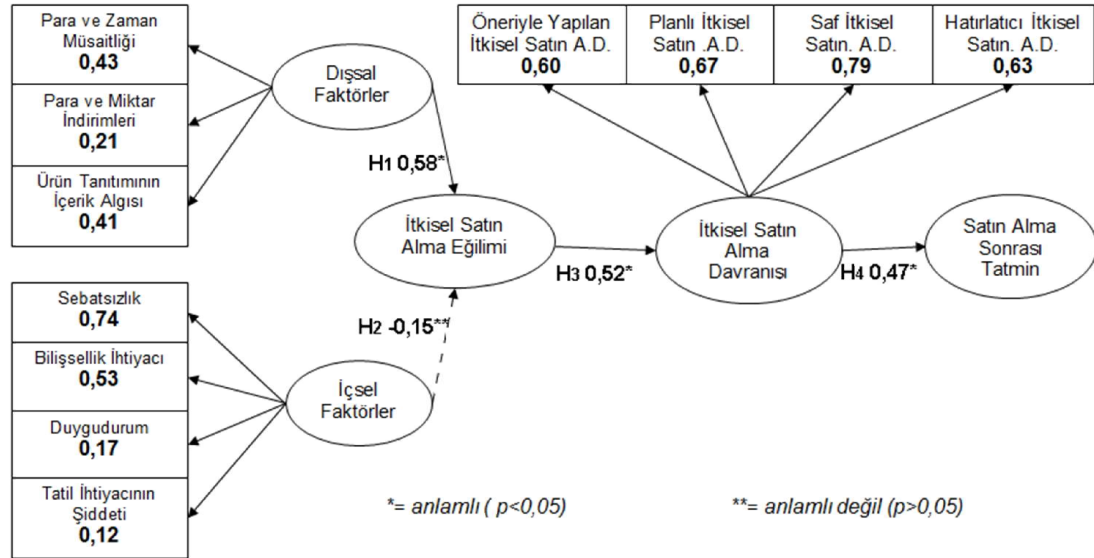 Para ve Zaman
Müsaitliği
0,43
Para ve Miktar
İndirimleri
0,21
Ürün Tanıtımının
İçerik Algısı
0,41
Dışsal
Faktörler
Öneriyle Yapılan
İtkisel Satın A.D.
0,60
Planlı İtkisel
Satın .A.D.
0,67
Saf İtkisel
Satın. A.D.
0,79
Hatırlatıcı İtkisel
Satın. A.D.
0,63
H1 0,58*
İtkisel Satın
Alma Eğilimi
H3 0,52*
İtkisel Satın
Alma
Davranısı
H4 0,47*
Satın Alma
Sonrası
Tatmin
H2 -0,15**
Sebatsızlık
0,74
Bilişsellik İhtiyacı
0,53
Duygudurum
0,17
Tatil İhtiyacının
Şiddeti
0,12
İçsel
Faktörler
*= anlamlı ( p<0,05)
**= anlamlı değil (p>0,05)